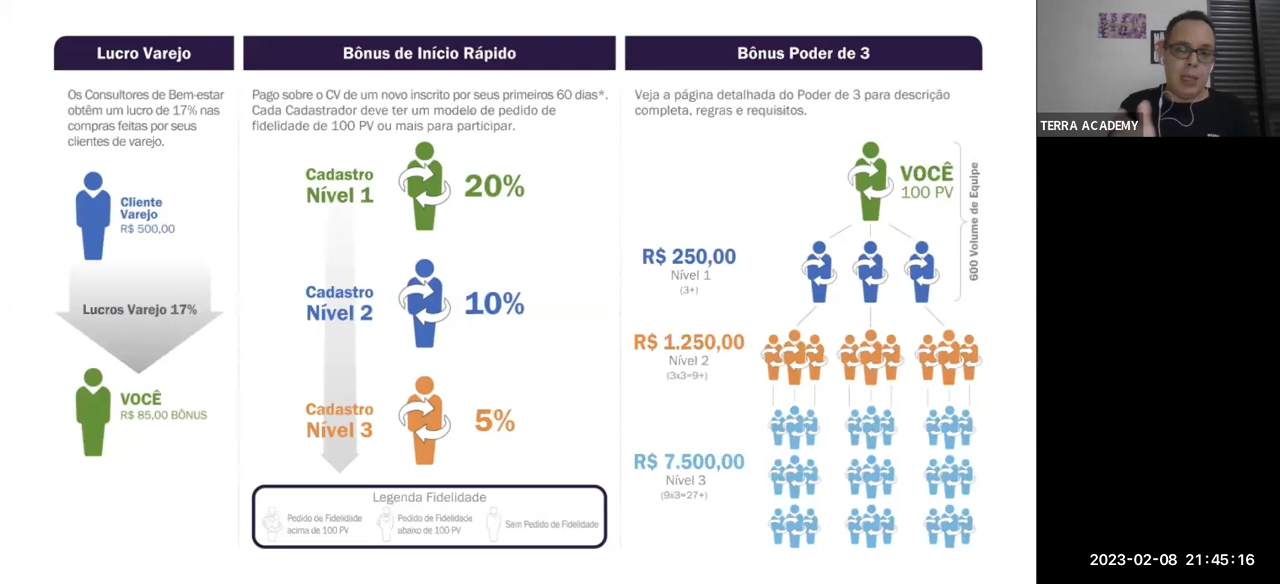 Lucro Varejo
Os Consultores de Bem-estar
obtêm um lucro de 17% nas
compras feitas por seus
clientes de varejo.
Cliente
Varejo
R$ 500,00
Lucros Varejo 17%
VOCÊ
R$ 85,00 BÔNUS
Bônus de Início Rápido
Pago sobre o CV de um novo inscrito por seus primeiros 60 dias*.
Cada Cadastrador deve ter um modelo de pedido de
fidelidade de 100 PV ou mais para participar.
Cadastro
Nível 1
20%
Cadastro
Nível 2
10%
Cadastro
Nível 3
5%
Legenda Fidelidade
Pedido de Fidelidade
acima de 100 PV
Pedido de Fidelidade
abaixo de 100 PV
Sem Pedido de Fidelidade
Bônus Poder de 3
Veja a página detalhada do Poder de 3 para descrição
completa, regras e requisitos.
VOCÊ
100 PV
600 Volume de Equipe
R$ 250,00
Nível 1
(3+)
R$ 1.250,00
Nível 2
(3x3=9+)
R$ 7.500,00
Nível 3
(9x3=27+)
TERRA ACADEMY
2023-02-08 21:45:16